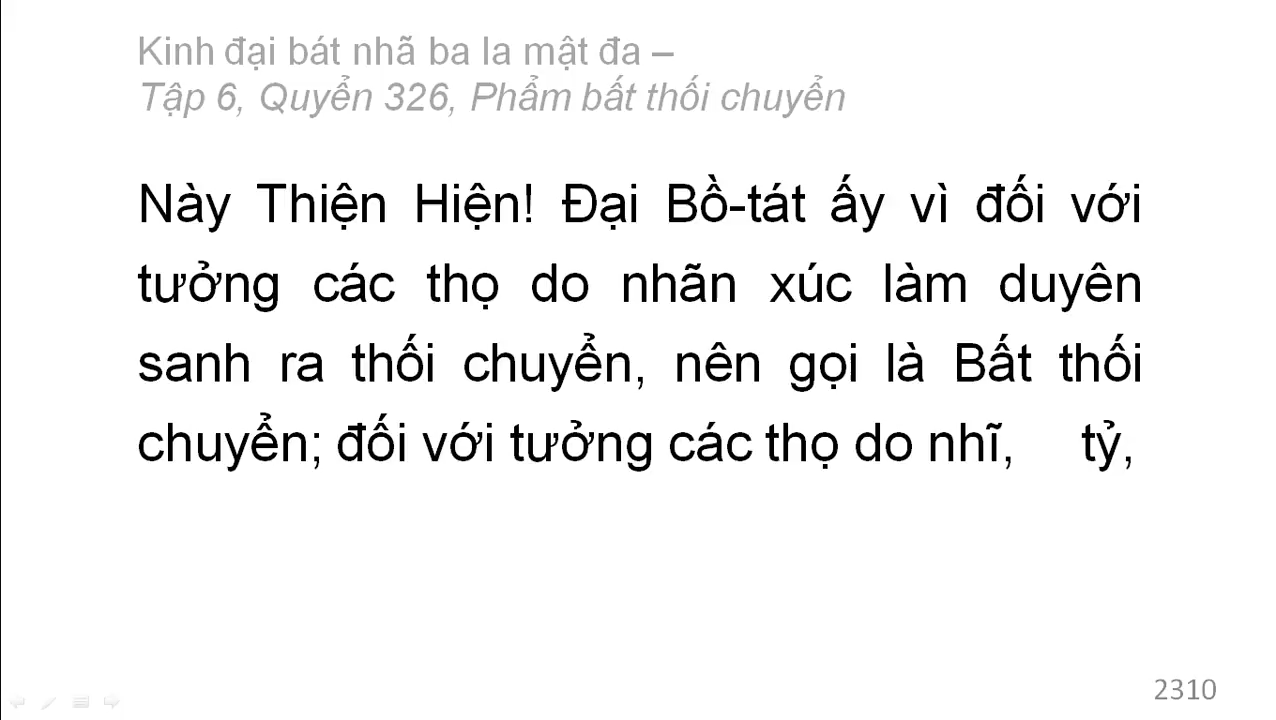 Kinh đại bát nhã ba la mật đa –
Tập 6, Quyển 326, Phẩm bất thối chuyển
Này Thiện Hiện! Đại Bồ-tát ấy vì đối với
tưởng các thọ do nhãn xúc làm duyên
sanh ra thối chuyển, nên gọi là Bất thối
chuyển; đối với tưởng các thọ do nhĩ, tỷ,
2310